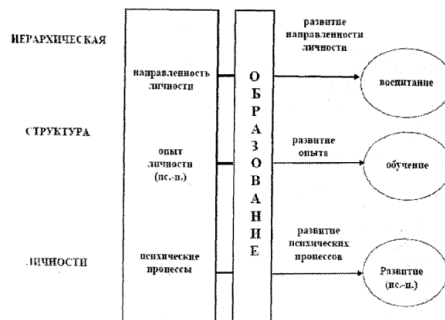 ИЕРАРХИЧЕСКАЯ
СТРУКТУРА
ЛИЧНОСТИ
направленность
личности
опыт
личности
(пс.-п.)
психические
процессы
ОБРАЗОВАНИЕ
развитие
направленности
личности
развитие
опыта
развитие
психических
процессов
воспитание
обучение
Развитие
(пс.-п.)